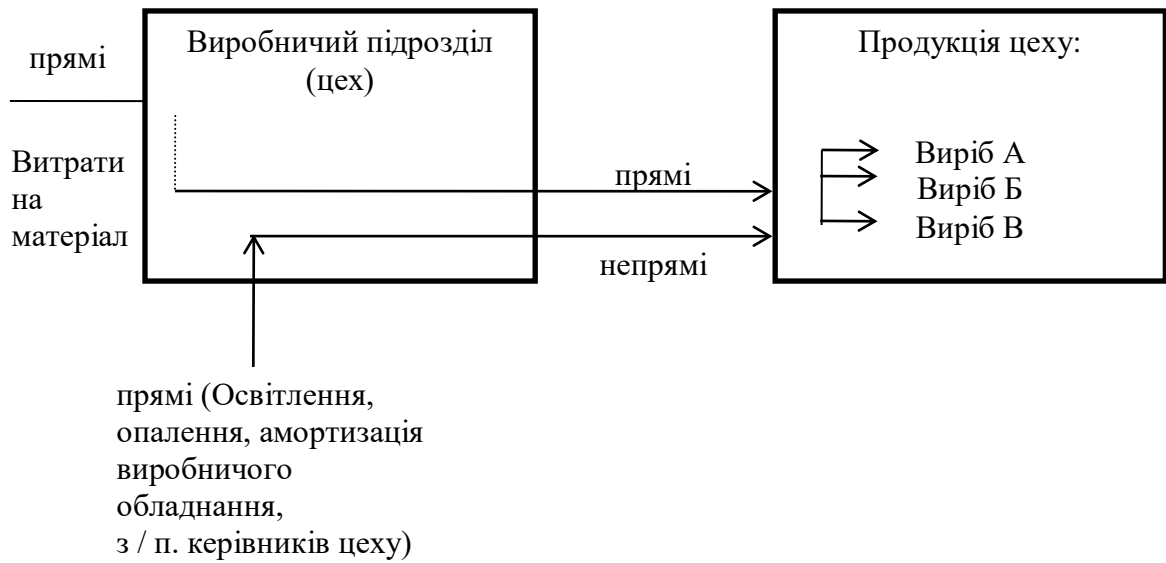 прямі
Витрати
на
матеріал
Виробничий підрозділ
(цех)
прямі
непрямі
Продукція цеху:
Виріб А
Виріб Б
Виріб В
прямі (Освітлення,
опалення, амортизація
виробничого
обладнання,
з / п. керівників цеху)